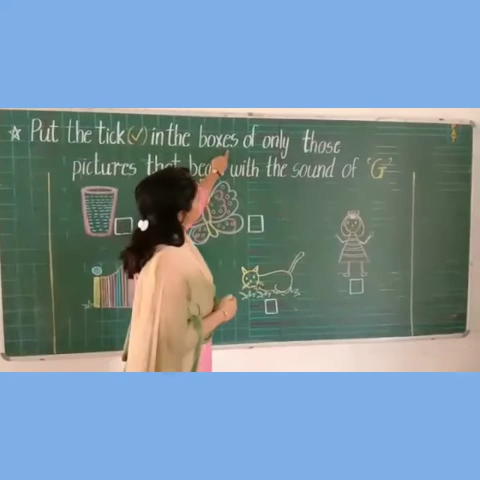 ☆ Put the tick (✓) in the boxes of only those
pictures that begin with the sound of 'G'